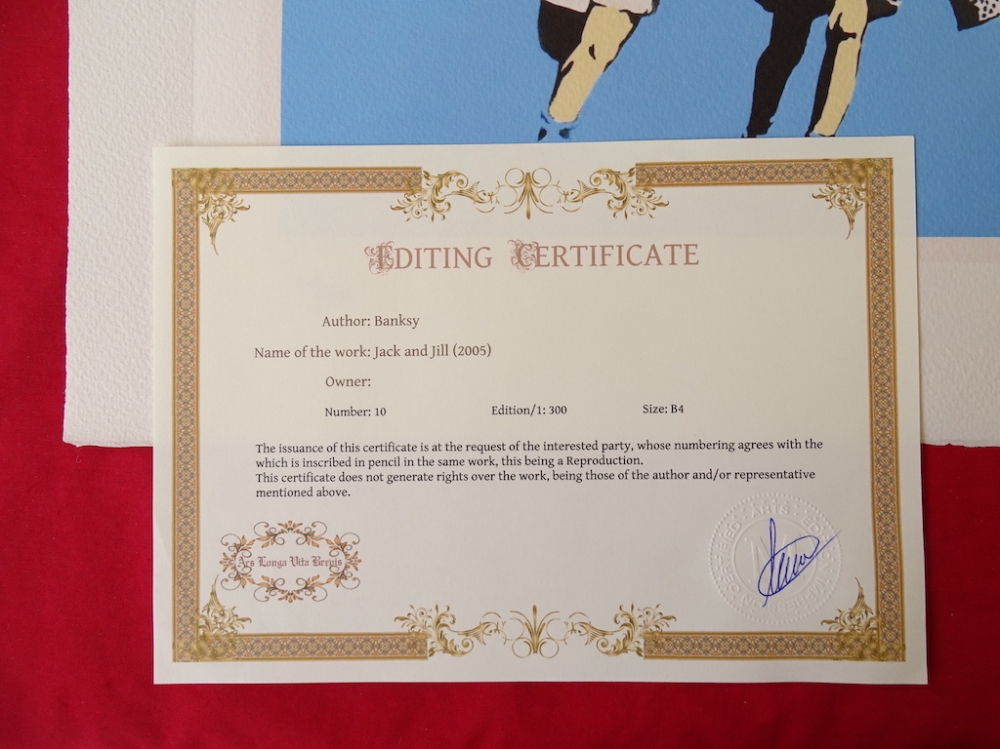 EDITING CERTIFICATE
Author: Banksy
Name of the work: Jack and Jill (2005)
Owner:
Number: 10 Edition/1: 300 Size: B4
The issuance of this certificate is at the request of the interested party, whose numbering agrees with the
which is inscribed in pencil in the same work, this being a Reproduction.
This certificate does not generate rights over the work, being those of the author and/or representative
mentioned above.
Ars Longa Vita Brevis
ARTS